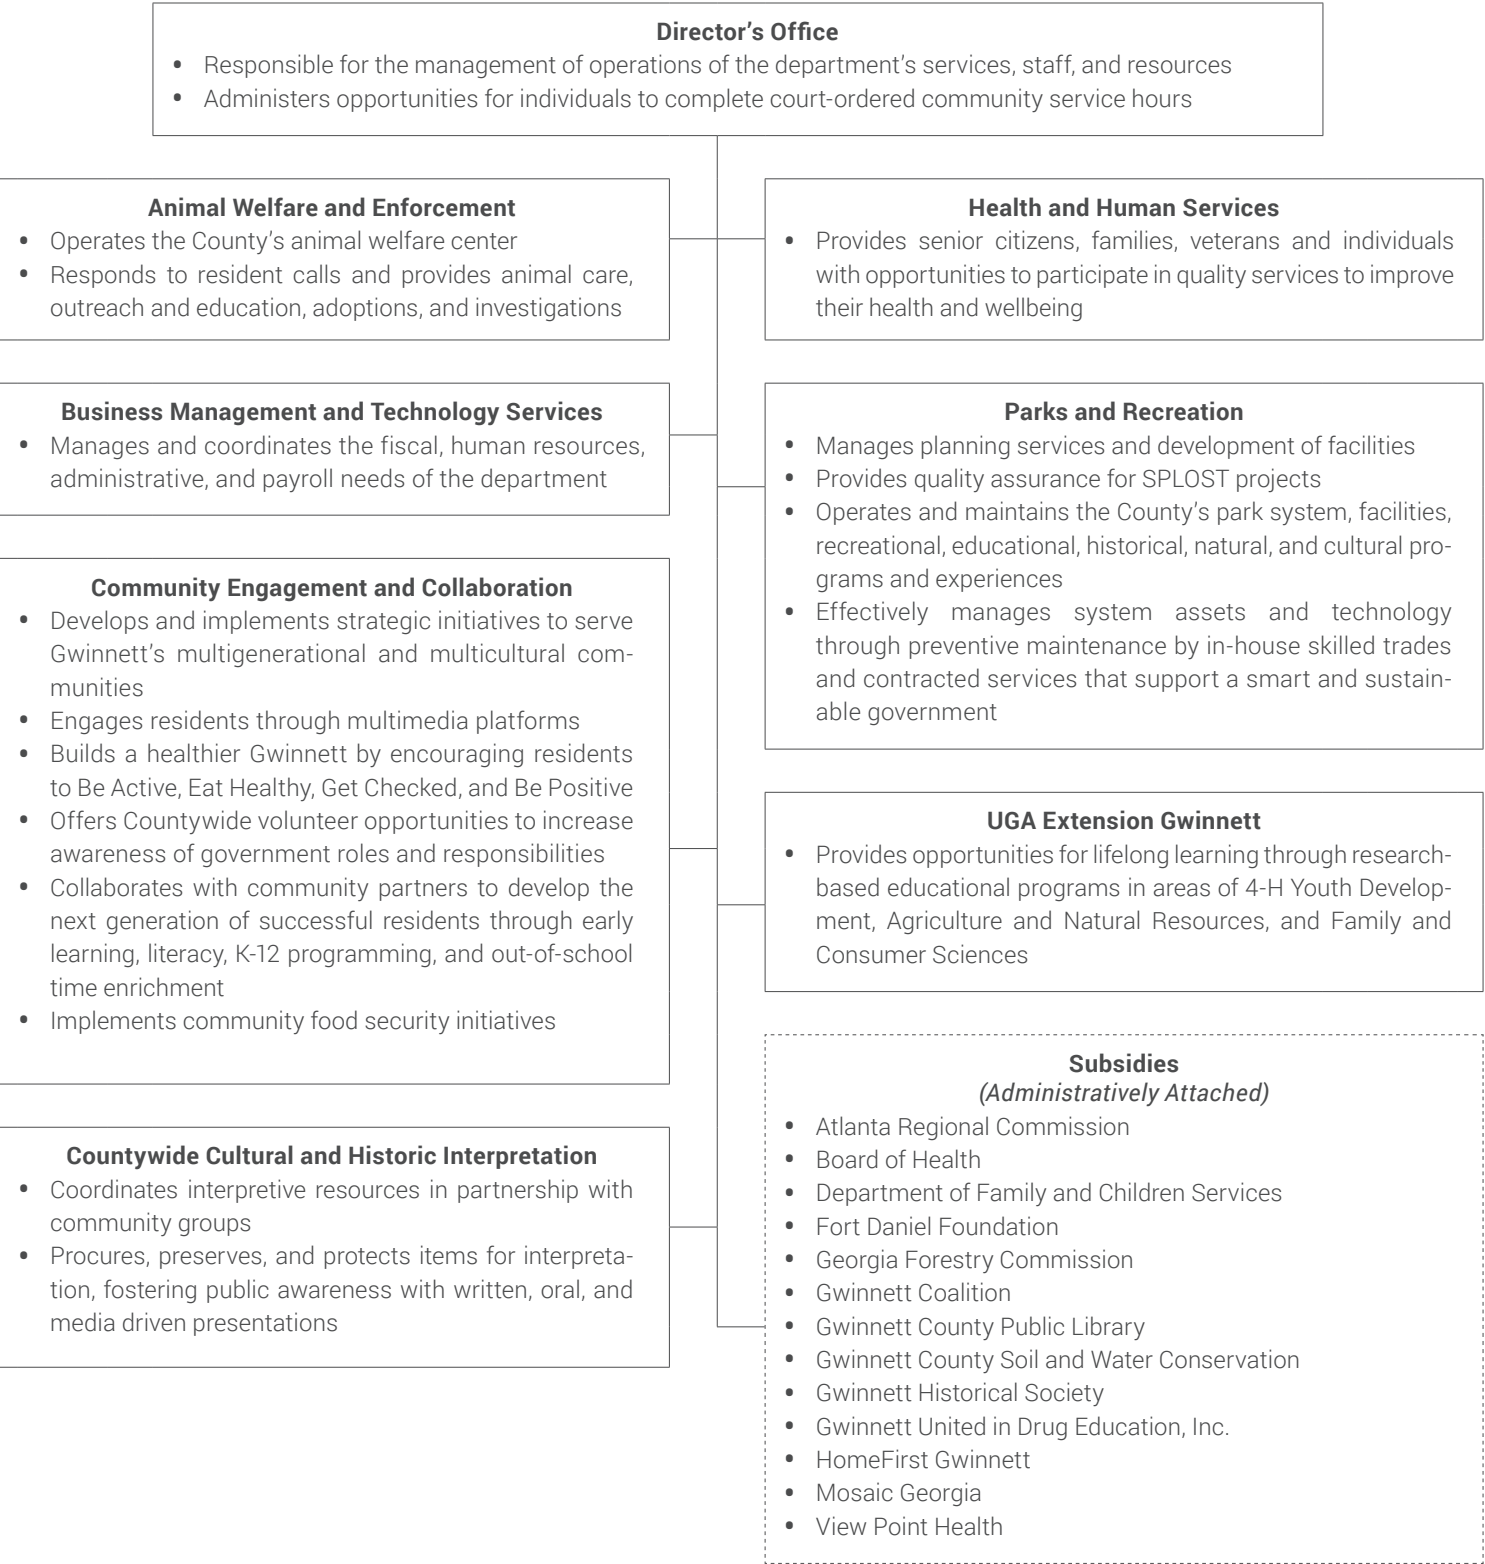 Director’s Office
• Responsible for the management of operations of the department’s services, staff, and resources
• Administers opportunities for individuals to complete court-ordered community service hours
Animal Welfare and Enforcement
• Operates the County’s animal welfare center
• Responds to resident calls and provides animal care,
outreach and education, adoptions, and investigations
Business Management and Technology Services
• Manages and coordinates the fiscal, human resources,
administrative, and payroll needs of the department
Community Engagement and Collaboration
• Develops and implements strategic initiatives to serve
Gwinnett’s multigenerational and multicultural com-
munities
• Engages residents through multimedia platforms
• Builds a healthier Gwinnett by encouraging residents
to Be Active, Eat Healthy, Get Checked, and Be Positive
• Offers Countywide volunteer opportunities to increase
awareness of government roles and responsibilities
• Collaborates with community partners to develop the
next generation of successful residents through early
learning, literacy, K-12 programming, and out-of-school
time enrichment
• Implements community food security initiatives
Countywide Cultural and Historic Interpretation
• Coordinates interpretive resources in partnership with
community groups
• Procures, preserves, and protects items for interpreta-
tion, fostering public awareness with written, oral, and
media driven presentations
Health and Human Services
• Provides senior citizens, families, veterans and individuals
with opportunities to participate in quality services to improve
their health and wellbeing
Parks and Recreation
• Manages planning services and development of facilities
• Provides quality assurance for SPLOST projects
• Operates and maintains the County’s park system, facilities,
recreational, educational, historical, natural, and cultural pro-
grams and experiences
• Effectively manages system assets and technology
through preventive maintenance by in-house skilled trades
and contracted services that support a smart and sustain-
able government
UGA Extension Gwinnett
• Provides opportunities for lifelong learning through research-
based educational programs in areas of 4-H Youth Develop-
ment, Agriculture and Natural Resources, and Family and
Consumer Sciences
Subsidies
(Administratively Attached)
• Atlanta Regional Commission
• Board of Health
• Department of Family and Children Services
• Fort Daniel Foundation
• Georgia Forestry Commission
• Gwinnett Coalition
• Gwinnett County Public Library
• Gwinnett County Soil and Water Conservation
• Gwinnett Historical Society
• Gwinnett United in Drug Education, Inc.
• HomeFirst Gwinnett
• Mosaic Georgia
• View Point Health